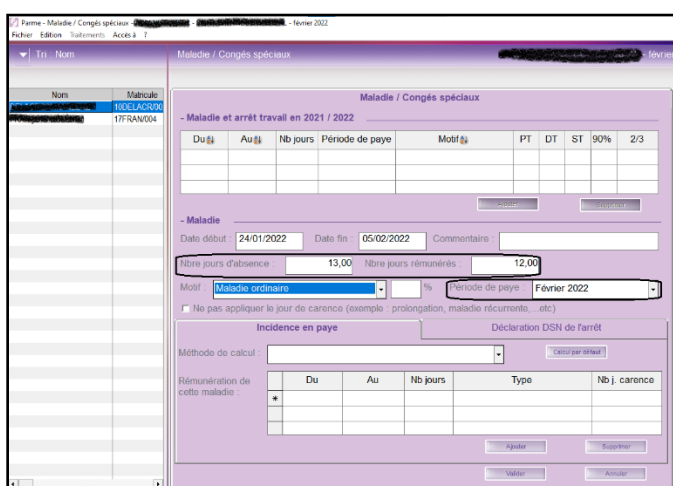 Parme - Maladie / Congés spéciaux - - - février 2022
Fichier Edition Traitements Accès à ?
Tri : Nom Maladie / Congés spéciaux - févrie
Nom Matricule
Maladie / Congés spéciaux
10DELACR/00
17FRAN/004
- Maladie et arrêt travail en 2021 / 2022
Du Au Nb jours Période de paye Motif PT DT ST 90% 2/3
Ajouter Supprimer
- Maladie
Date début : 24/01/2022 Date fin : 05/02/2022 Commentaire :
Nbre jours d'absence : 13,00 Nbre jours rémunérés : 12,00
Motif : Maladie ordinaire % Période de paye : Février 2022
Ne pas appliquer le jour de carence (exemple : prolongation, maladie récurrente,...etc)
Incidence en paye Déclaration DSN de l'arrêt
Méthode de calcul : Calcul par défaut
Rémunération de cette maladie :
Du Au Nb jours Type Nb j. carence
*
Ajouter Supprimer
Valider Annuler